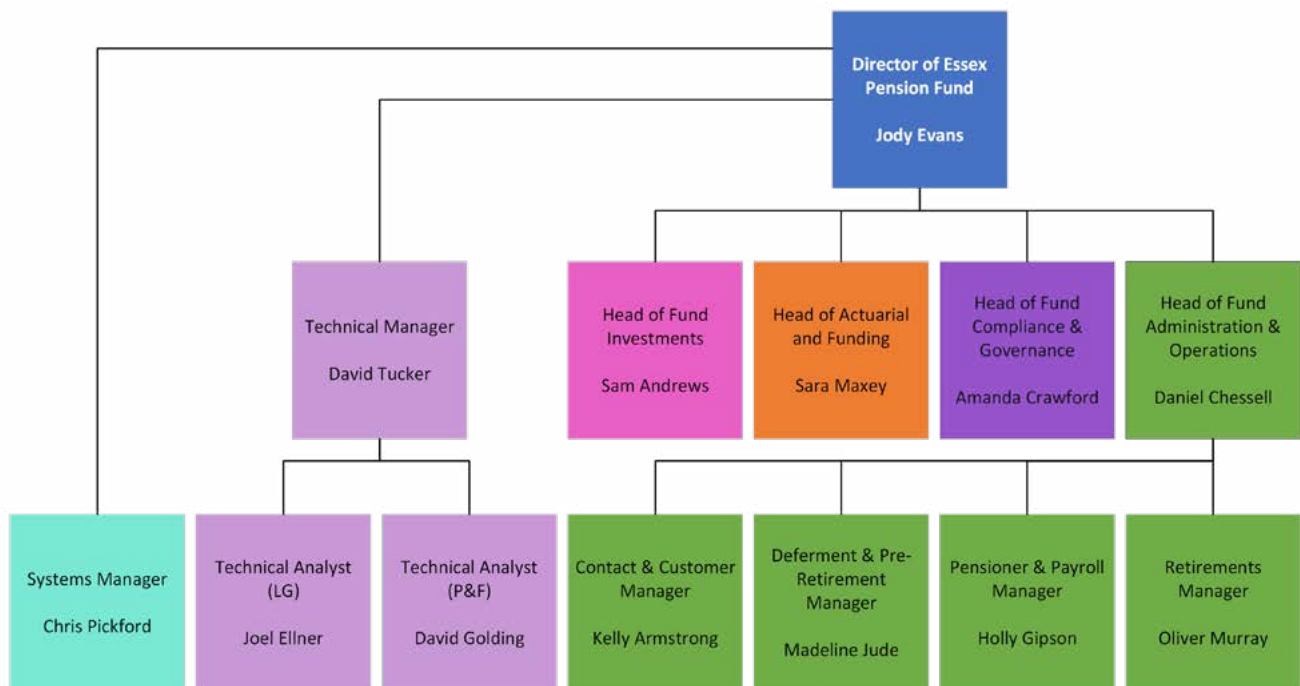 Director of Essex
Pension Fund
Jody Evans
Technical Manager
David Tucker
Head of Fund
Investments
Sam Andrews
Head of Actuarial
and Funding
Sara Maxey
Head of Fund
Compliance &
Governance
Amanda Crawford
Head of Fund
Administration &
Operations
Daniel Chessell
Systems Manager
Chris Pickford
Technical Analyst
(LG)
Joel Ellner
Technical Analyst
(P&F)
David Golding
Contact & Customer
Manager
Kelly Armstrong
Deferment & Pre-
Retirement
Manager
Madeline Jude
Pensioner & Payroll
Manager
Holly Gipson
Retirements
Manager
Oliver Murray